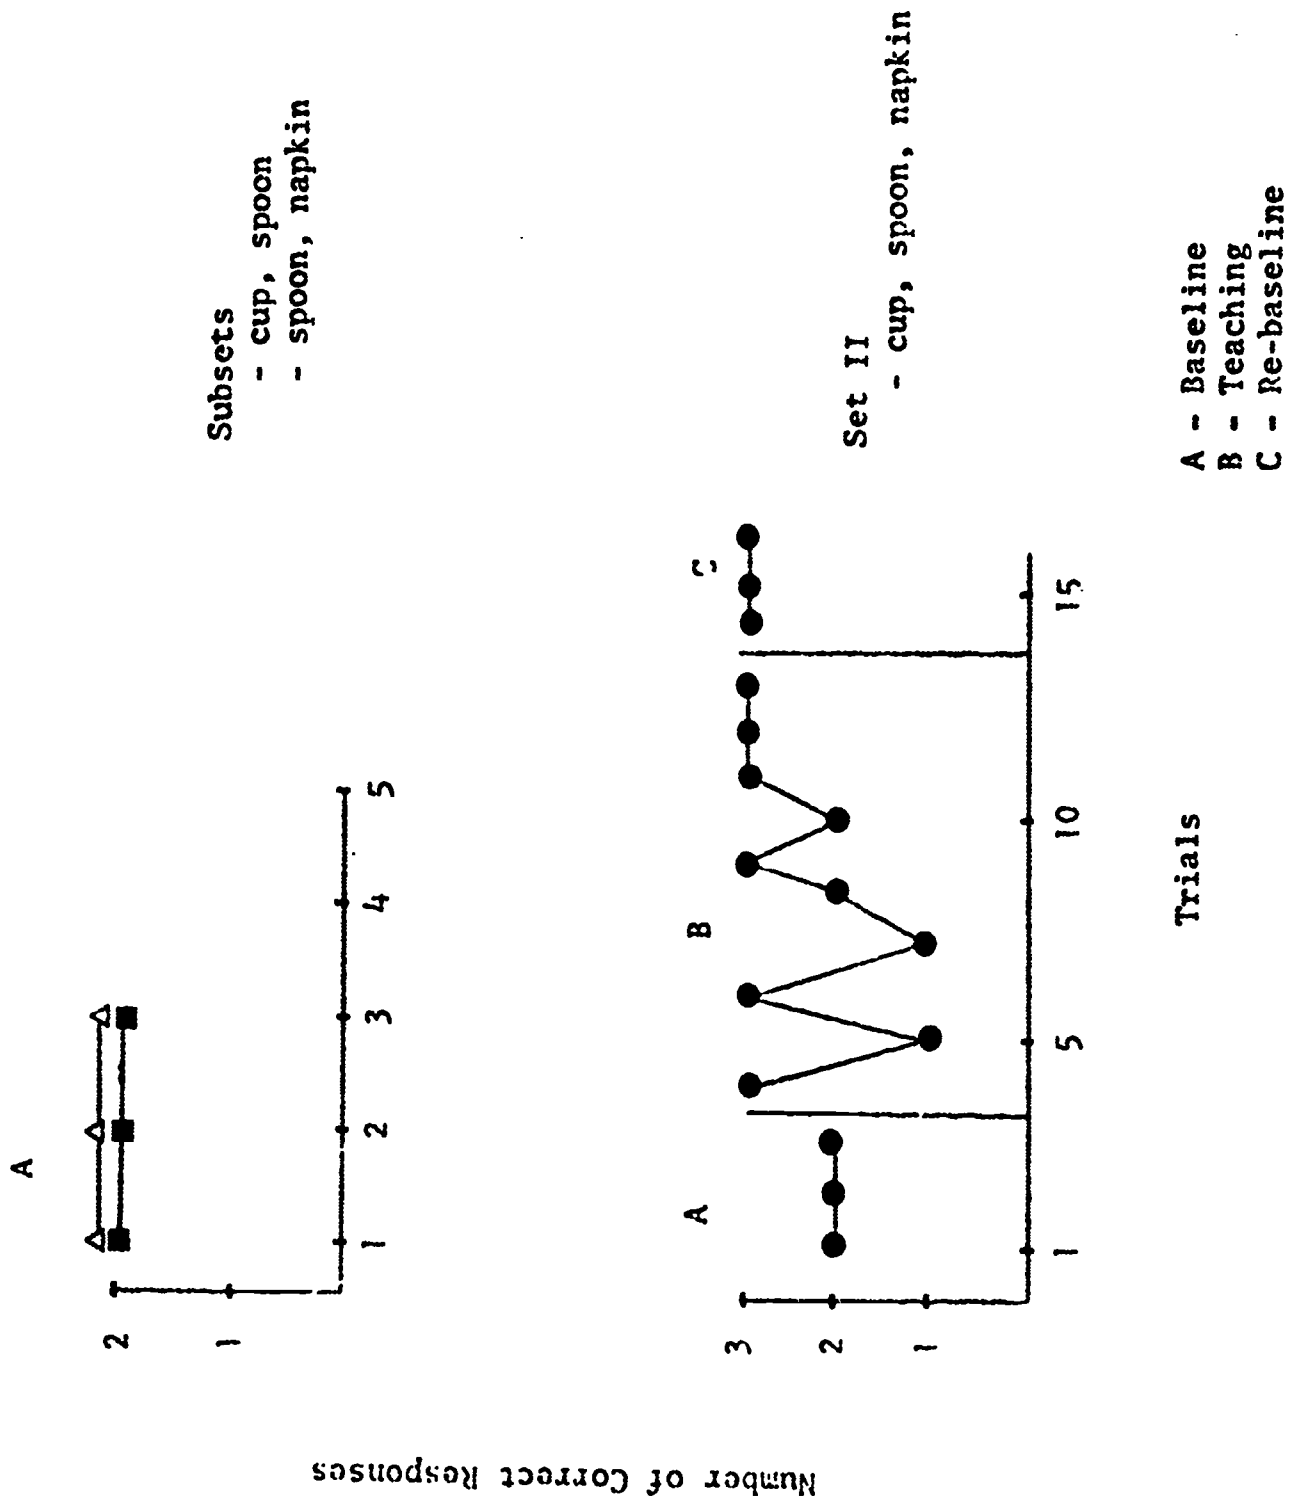 Number of Correct Responses
A
2
1
1 2 3 4 5
Subsets
- cup, spoon
- spoon, napkin
A B C
3
2
1
1 5 10 15
Trials
Set II
- cup, spoon, napkin
A - Baseline
B - Teaching
C - Re-baseline